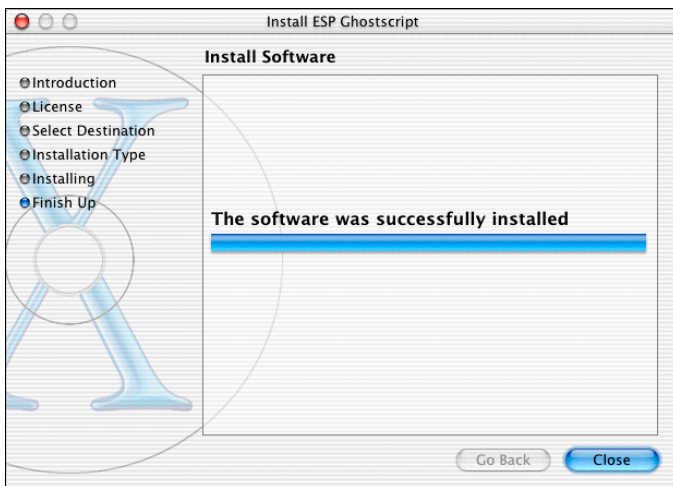 Install ESP Ghostscript
Install Software
Introduction
License
Select Destination
Installation Type
Installing
Finish Up
The software was successfully installed
Go Back
Close